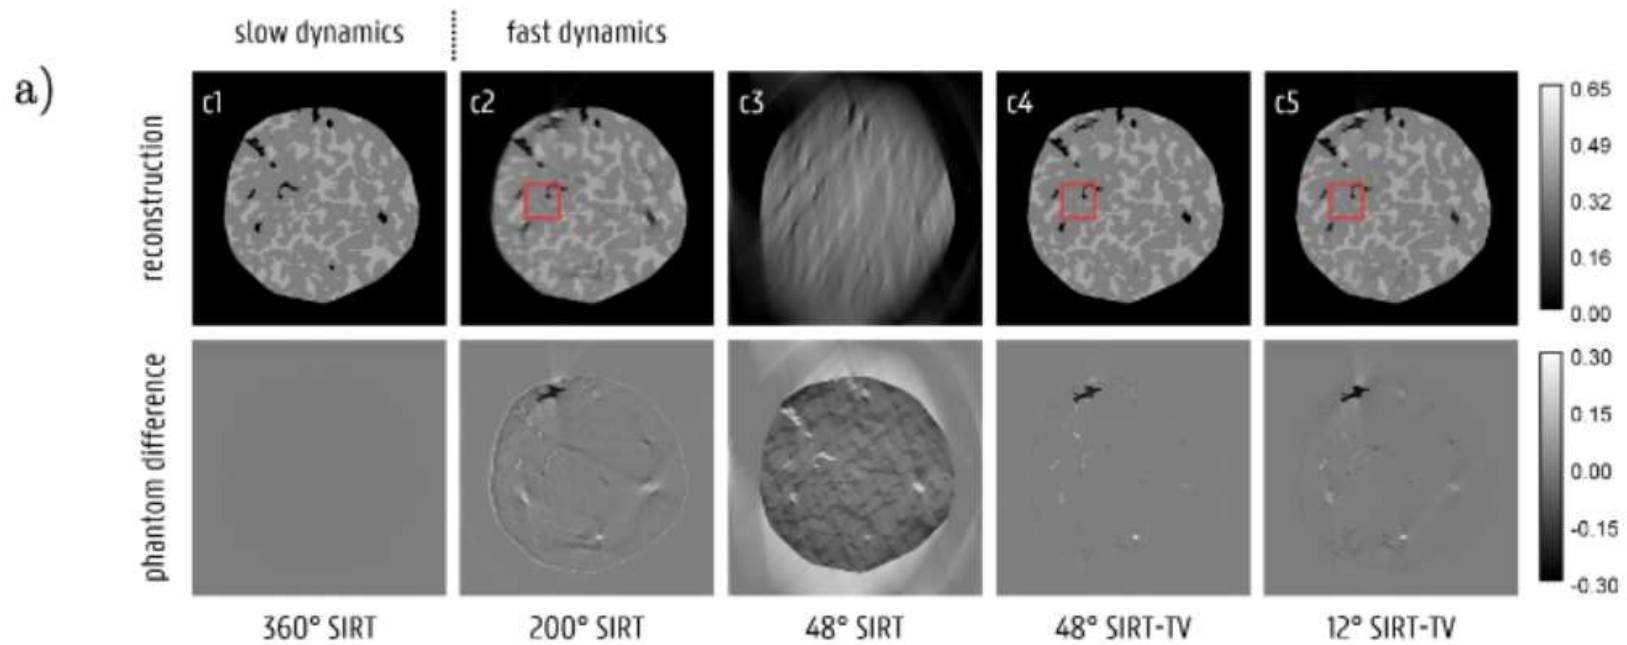 slow dynamics fast dynamics
a)
reconstruction
c1 c2 c3 c4 c5
0.65
0.49
0.32
0.16
0.00
phantom difference
0.30
0.15
0.00
-0.15
-0.30
360° SIRT 200° SIRT 48° SIRT 48° SIRT-TV 12° SIRT-TV